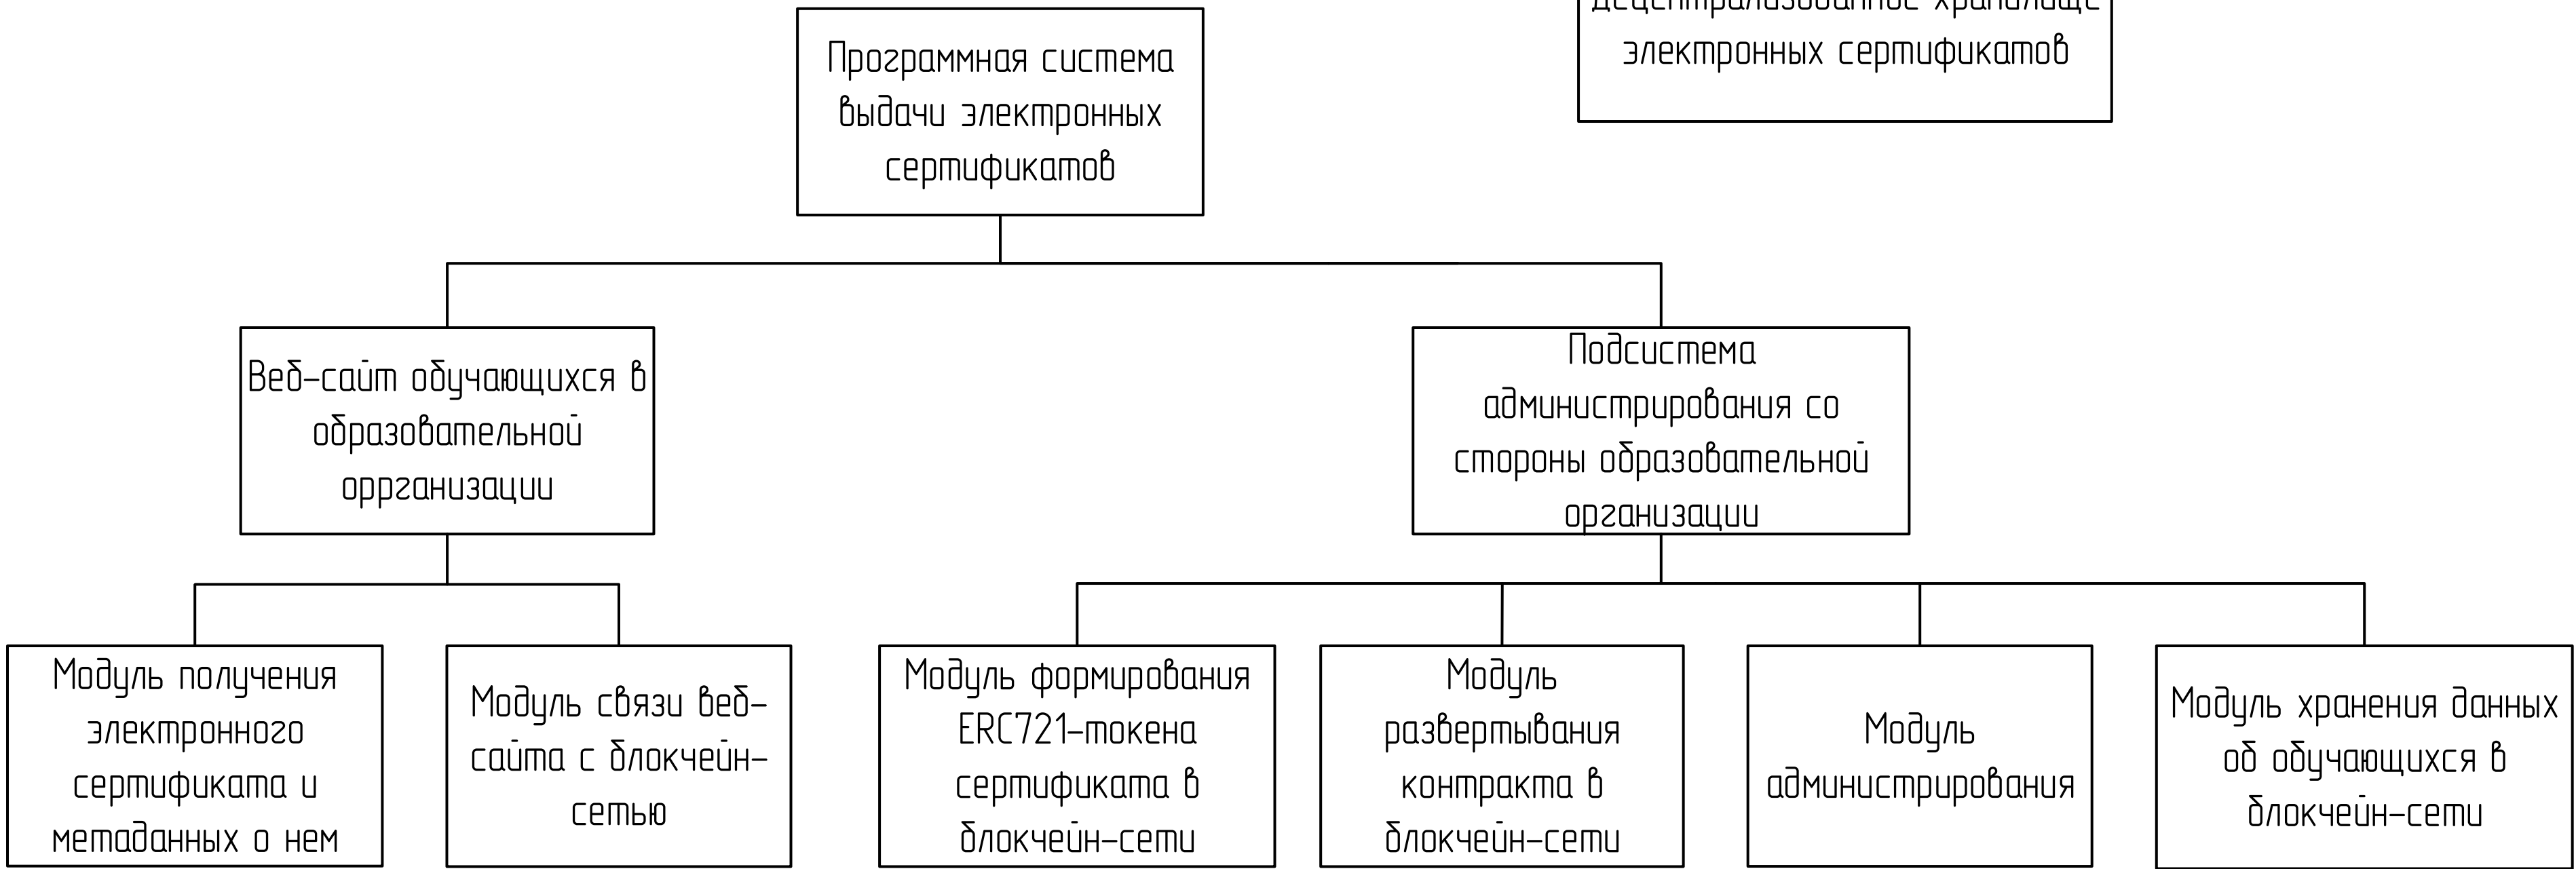 децентрализованное хранилище
электронных сертификатов
Программная система
выдачи электронных
сертификатов
Веб-сайт обучающихся в
образовательной
оррганизации
Подсистема
администрирования со
стороны образовательной
организации
Модуль получения
электронного
сертификата и
метаданных о нем
Модуль связи веб-
сайта с блокчейн-
сетью
Модуль формирования
ERC721-токена
сертификата в
блокчейн-сети
Модуль
развертывания
контракта в
блокчейн-сети
Модуль
администрирования
Модуль хранения данных
об обучающихся в
блокчейн-сети